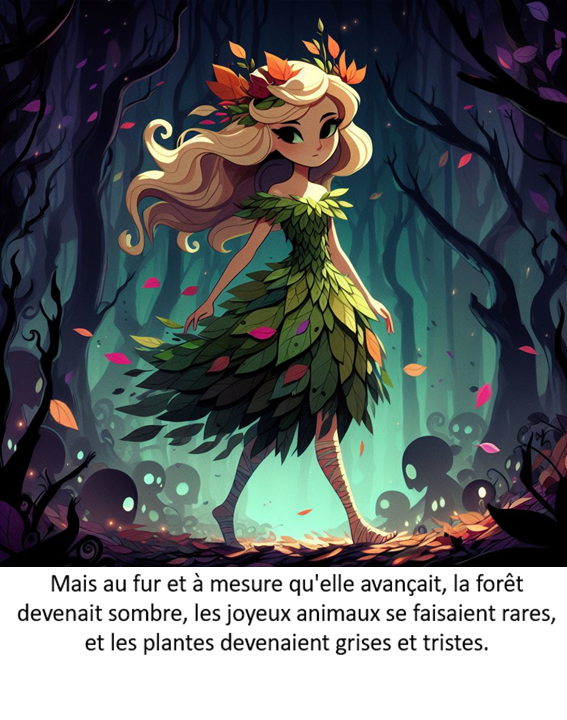 Mais au fur et à mesure qu'elle avançait, la forêt
devenait sombre, les joyeux animaux se faisaient rares,
et les plantes devenaient grises et tristes.